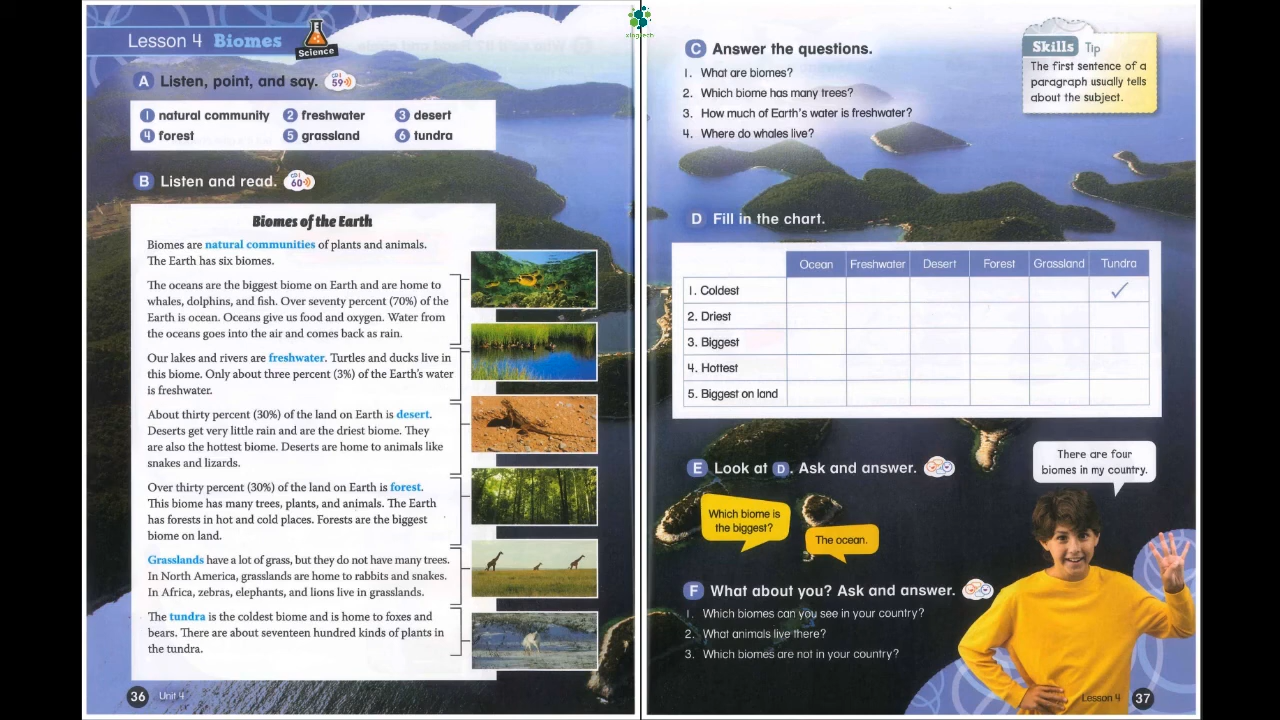 Lesson 4 Biomes
Science
A Listen, point, and say. CD1 59
1 natural community 2 freshwater 3 desert
4 forest 5 grassland 6 tundra
B Listen and read. CD1 60
Biomes of the Earth
Biomes are natural communities of plants and animals.
The Earth has six biomes.
The oceans are the biggest biome on Earth and are home to
whales, dolphins, and fish. Over seventy percent (70%) of the
Earth is ocean. Oceans give us food and oxygen. Water from
the oceans goes into the air and comes back as rain.
Our lakes and rivers are freshwater. Turtles and ducks live in
this biome. Only about three percent (3%) of the Earth's water
is freshwater.
About thirty percent (30%) of the land on Earth is desert.
Deserts get very little rain and are the driest biome. They
are also the hottest biome. Deserts are home to animals like
snakes and lizards.
Over thirty percent (30%) of the land on Earth is forest.
This biome has many trees, plants, and animals. The Earth
has forests in hot and cold places. Forests are the biggest
biome on land.
Grasslands have a lot of grass, but they do not have many trees.
In North America, grasslands are home to rabbits and snakes.
In Africa, zebras, elephants, and lions live in grasslands.
The tundra is the coldest biome and is home to foxes and
bears. There are about seventeen hundred kinds of plants in
the tundra.
36 Unit 4
C Answer the questions.
1. What are biomes?
2. Which biome has many trees?
3. How much of Earth's water is freshwater?
4. Where do whales live?
Skills Tip
The first sentence of a
paragraph usually tells
about the subject.
D Fill in the chart.
Ocean Freshwater Desert Forest Grassland Tundra
1. Coldest ✓
2. Driest
3. Biggest
4. Hottest
5. Biggest on land
E Look at D. Ask and answer.
Which biome is
the biggest?
The ocean.
There are four
biomes in my country.
F What about you? Ask and answer.
1. Which biomes can you see in your country?
2. What animals live there?
3. Which biomes are not in your country?
Lesson 4 37